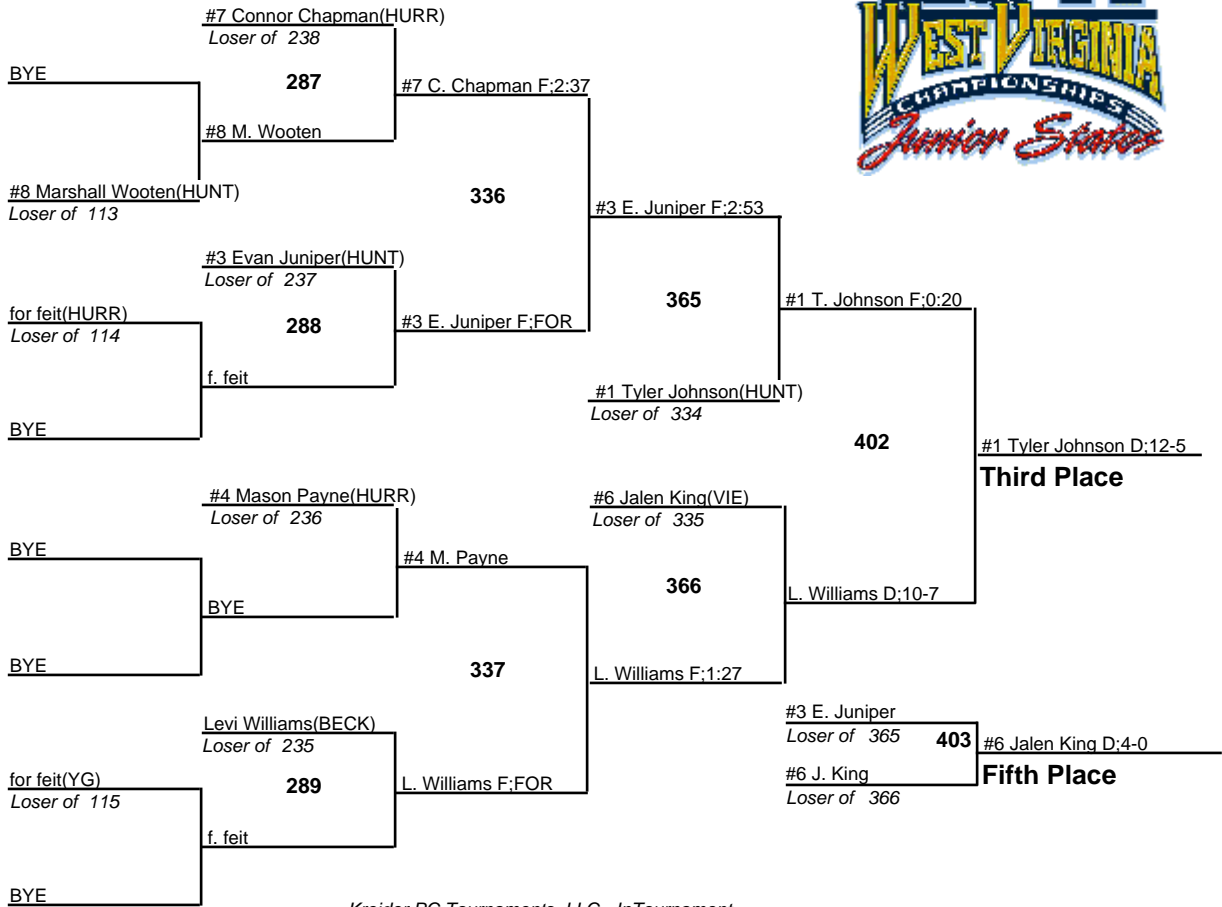 #7 Connor Chapman(HURR)
Loser of 238
WEST VIRGINIA
CHAMPIONSHIPS
Junior States
BYE
287
#7 C. Chapman F;2:37
#8 M. Wooten
#8 Marshall Wooten(HUNT)
Loser of 113
336
#3 E. Juniper F;2:53
#3 Evan Juniper(HUNT)
Loser of 237
for feit(HURR)
Loser of 114
288
#3 E. Juniper F;FOR
365
#1 T. Johnson F;0:20
f. feit
#1 Tyler Johnson(HUNT)
Loser of 334
BYE
402
#1 Tyler Johnson D;12-5
Third Place
#4 Mason Payne(HURR)
Loser of 236
#6 Jalen King(VIE)
Loser of 335
BYE
#4 M. Payne
366
BYE
L. Williams D;10-7
BYE
337
L. Williams F;1:27
Levi Williams(BECK)
Loser of 235
#3 E. Juniper
Loser of 365
403
#6 Jalen King D;4-0
Fifth Place
for feit(YG)
Loser of 115
289
L. Williams F;FOR
#6 J. King
Loser of 366
f. feit
BYE